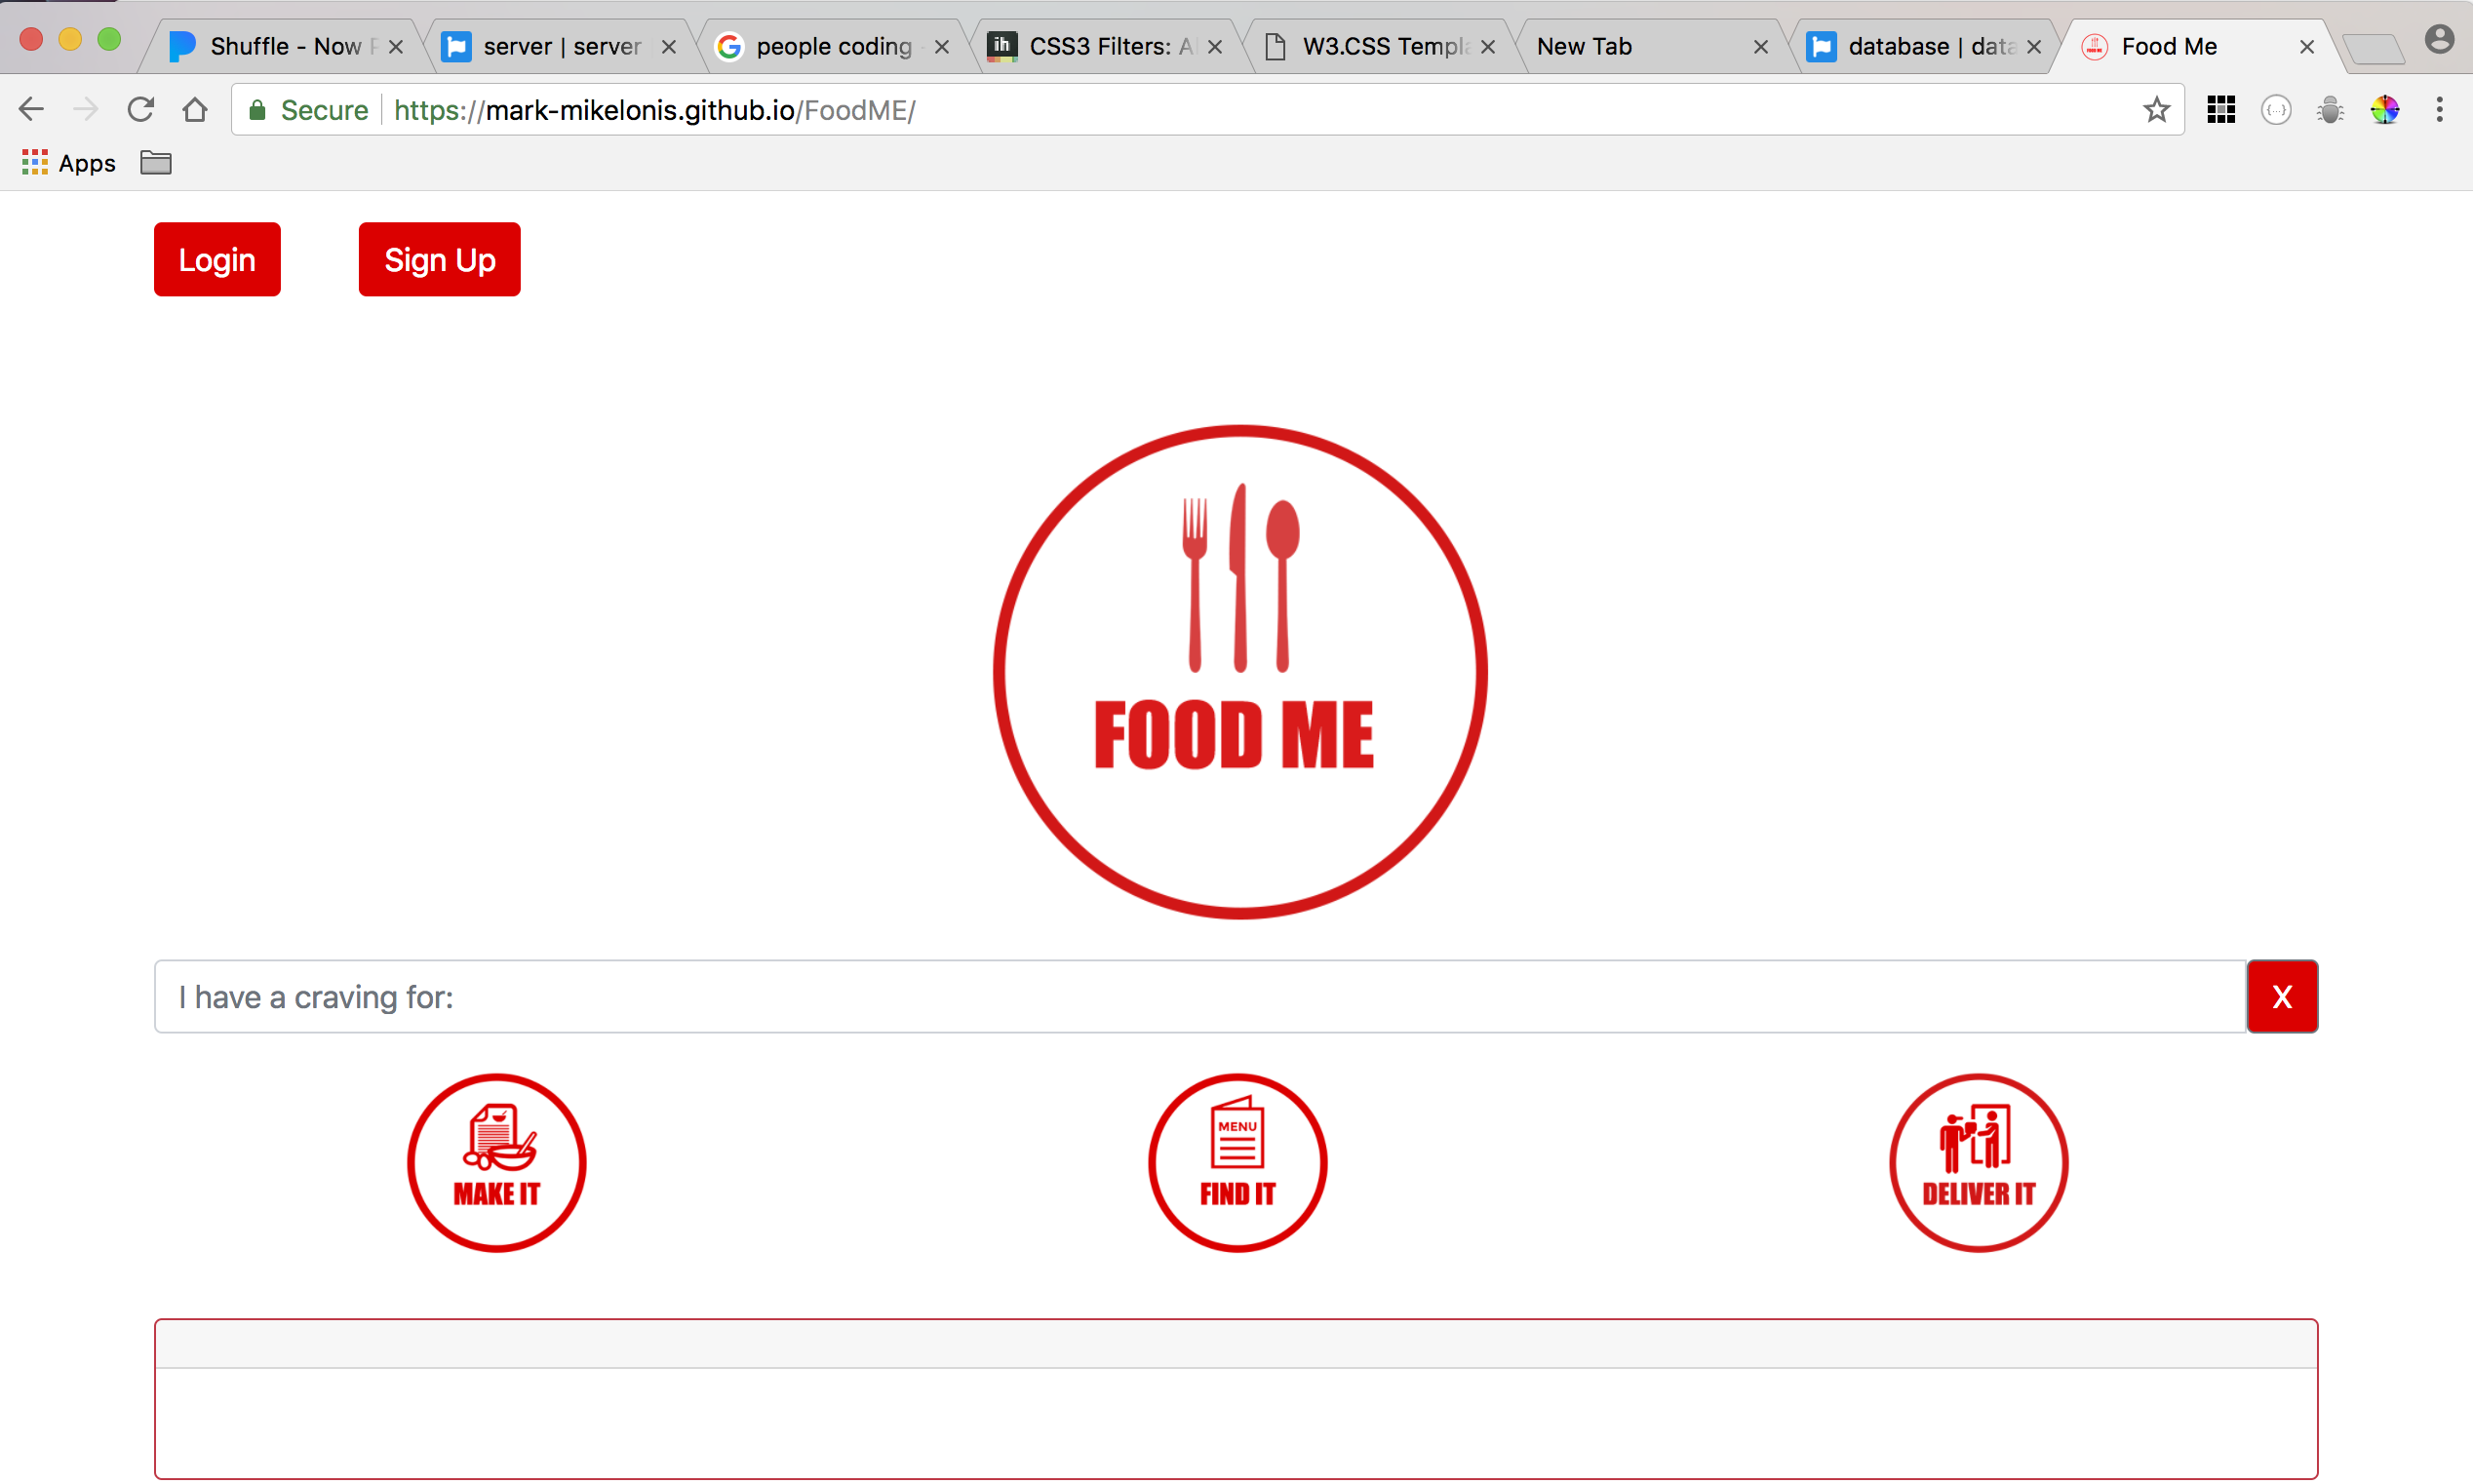 Shuffle - Now
server | server
people coding
CSS3 Filters:
W3.CSS Templa
New Tab
database | data
Food Me
Secure
https://mark-mikelonis.github.io/FoodME/
Apps
Login
Sign Up
FOOD ME
I have a craving for:
X
MENU
MAKE IT
FIND IT
DELIVER IT